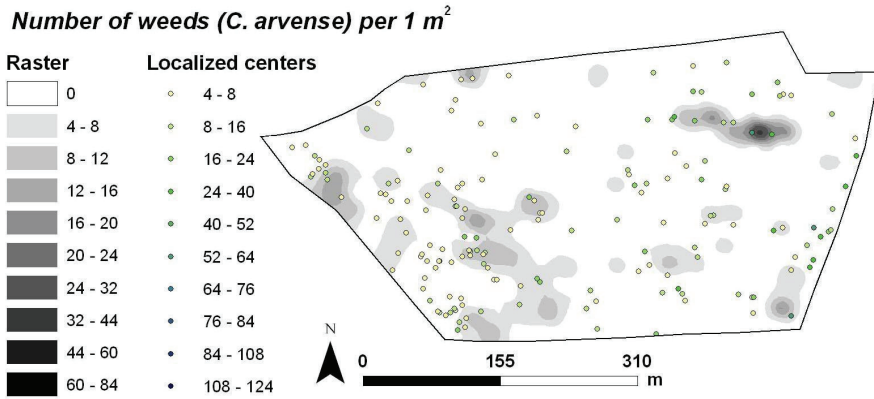 Number of weeds (C. arvense) per 1 m²
Raster
0
4 - 8
8 - 12
12 - 16
16 - 20
20 - 24
24 - 32
32 - 44
44 - 60
60 - 84
Localized centers
4 - 8
8 - 16
16 - 24
24 - 40
40 - 52
52 - 64
64 - 76
76 - 84
84 - 108
108 - 124
N
0 155 310
m